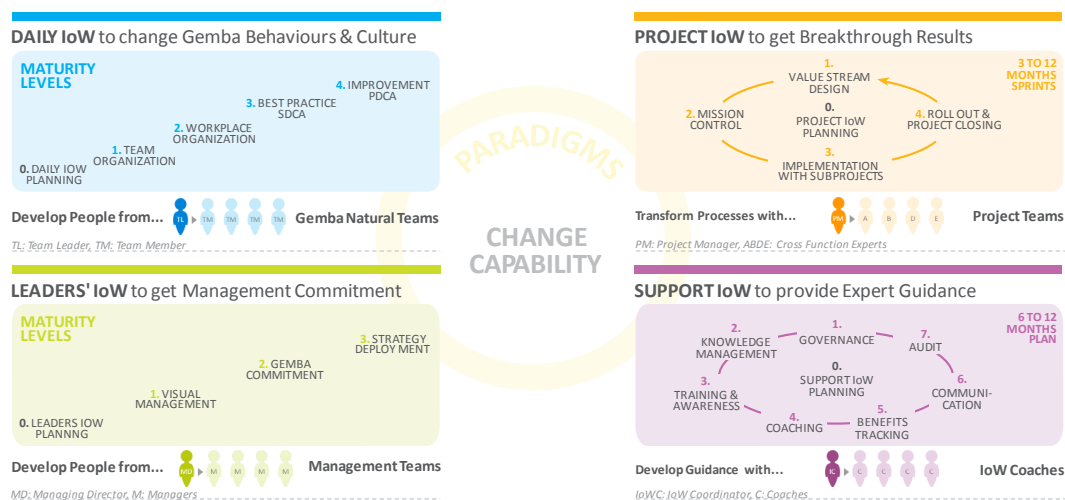 DAILY IoW to change Gemba Behaviours & Culture
MATURITY
LEVELS
4. IMPROVEMENT
PDCA
3. BEST PRACTICE
SDCA
2. WORKPLACE
ORGANIZATION
1. TEAM
ORGANIZATION
0. DAILY IOW
PLANNING
Develop People from...
TL TM TM TM TM
Gemba Natural Teams
TL: Team Leader, TM: Team Member
PROJECT IoW to get Breakthrough Results
3 TO 12
MONTHS
SPRINTS
1.
VALUE STREAM
DESIGN
2. MISSION
CONTROL
0.
PROJECT IoW
PLANNING
4. ROLL OUT &
PROJECT CLOSING
3.
IMPLEMENTATION
WITH SUBPROJECTS
Transform Processes with...
PM A B D E
Project Teams
PM: Project Manager, ABDE: Cross Function Experts
PARADIGMS
CHANGE
CAPABILITY
LEADERS' IoW to get Management Commitment
MATURITY
LEVELS
3. STRATEGY
DEPLOY MENT
2. GEMBA
COMMITMENT
1. VISUAL
MANAGEMENT
0. LEADERS IOW
PLANNNG
Develop People from...
MD M M M M
Management Teams
MD: Managing Director, M: Managers
SUPPORT IoW to provide Expert Guidance
6 TO 12
MONTHS
PLAN
1.
GOVERNANCE
2.
KNOWLEDGE
MANAGEMENT
7.
AUDIT
0.
SUPPORT IoW
PLANNING
3.
TRAINING &
AWARENESS
6.
COMMUNI-
CATION
4.
COACHING
5.
BENEFITS
TRACKING
Develop Guidance with...
IC C C C C
IoW Coaches
IoWC: IoW Coordinator, C: Coaches